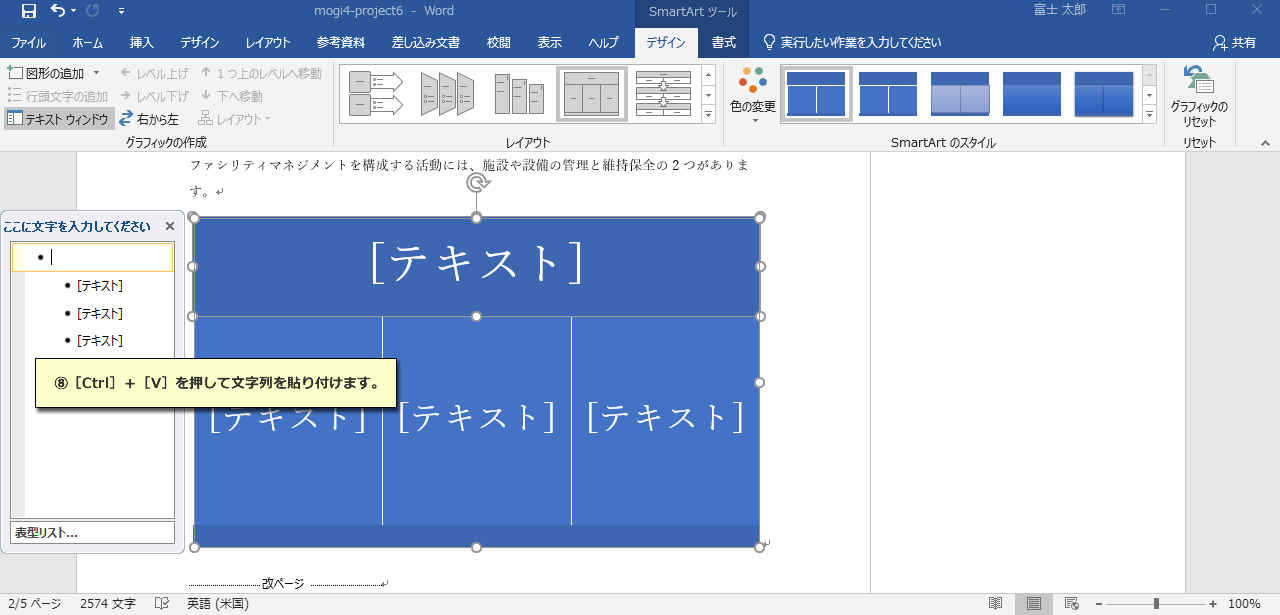 mogi4-project6 - Word
SmartArt ツール
富士 太郎
ファイル ホーム 挿入 デザイン レイアウト 参考資料 差し込み文書 校閲 表示 ヘルプ デザイン 書式 実行したい作業を入力してください 共有
図形の追加 レベル上げ 1 つ上のレベルへ移動
行頭文字の追加 レベル下げ 下へ移動
テキスト ウィンドウ 右から左 レイアウト
グラフィックの作成
レイアウト
色の変更
SmartArt のスタイル
グラフィックの
リセット
リセット
ファシリティマネジメントを構成する活動には、施設や設備の管理と維持保全の 2 つがありま
す。
ここに文字を入力してください
[テキスト]
[テキスト]
[テキスト]
表型リスト...
⑧［Ctrl］+［V］を押して文字列を貼り付けます。
[テキスト]
[テキスト] [テキスト] [テキスト]
改ページ
2/5 ページ 2574 文字 英語 (米国) 100%